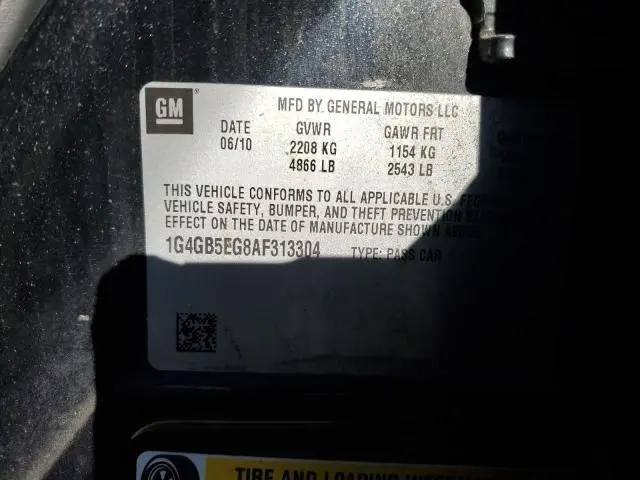 GM
MFD BY GENERAL MOTORS LLC
DATE GVWR GAWR FRT
06/10 2208 KG 1154 KG
4866 LB 2543 LB
THIS VEHICLE CONFORMS TO ALL APPLICABLE U.S.
VEHICLE SAFETY, BUMPER, AND THEFT PREVENTION
EFFECT ON THE DATE OF MANUFACTURE SHOWN
1G4GB5EG8AF313304 TYPE: PASS CAR
TIRE AND LOADING